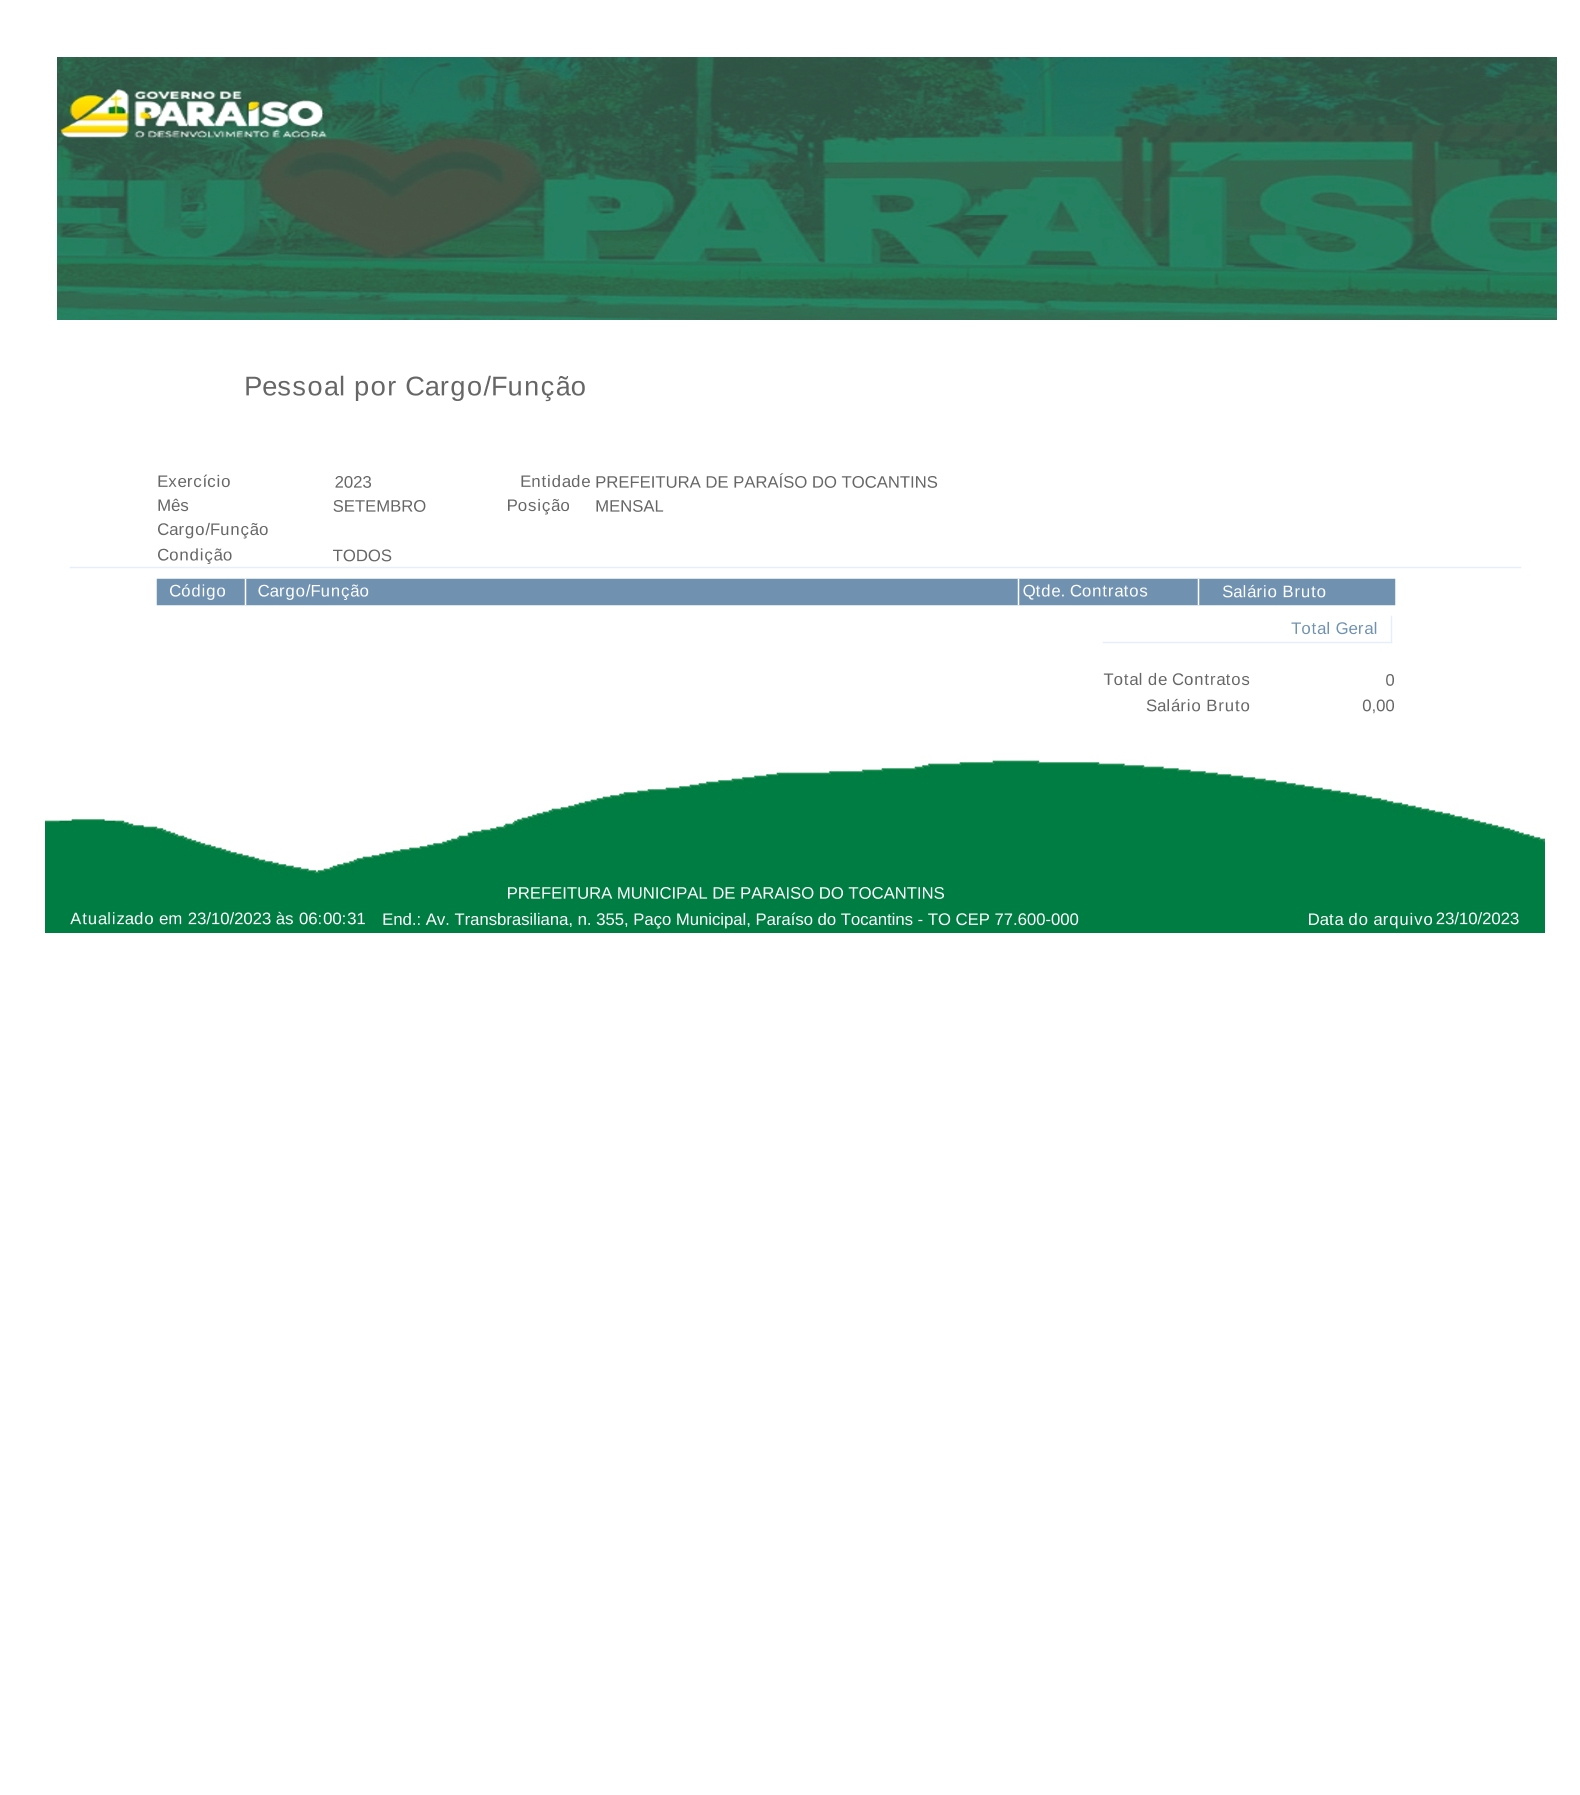 GOVERNO DE
PARAÍSO
O DESENVOLVIMENTO É AGORA
EU PARAÍSO
Pessoal por Cargo/Função
Exercício 2023 Entidade PREFEITURA DE PARAÍSO DO TOCANTINS
Mês SETEMBRO Posição MENSAL
Cargo/Função
Condição TODOS
Código Cargo/Função Qtde. Contratos Salário Bruto
Total Geral
Total de Contratos 0
Salário Bruto 0,00
PREFEITURA MUNICIPAL DE PARAISO DO TOCANTINS
Atualizado em 23/10/2023 às 06:00:31 End.: Av. Transbrasiliana, n. 355, Paço Municipal, Paraíso do Tocantins - TO CEP 77.600-000 Data do arquivo 23/10/2023